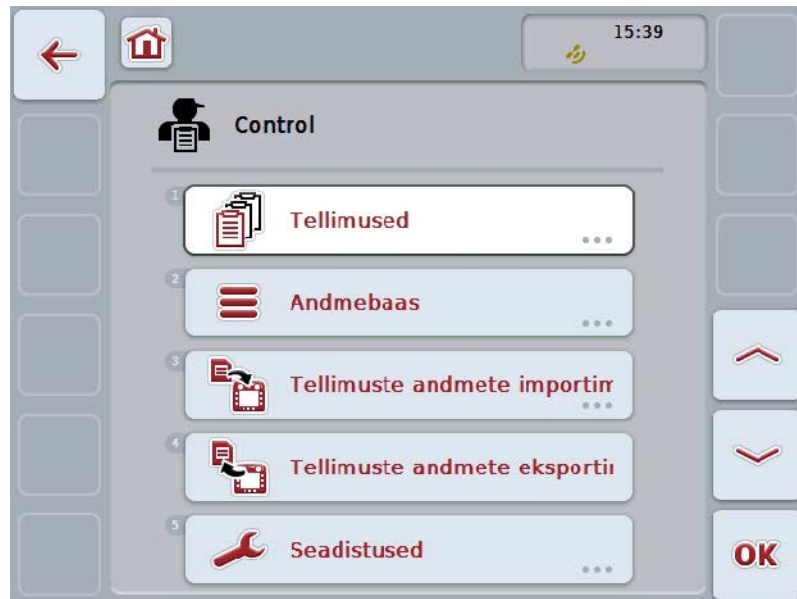 15:39
Control
1
Tellimused
2
Andmebaas
3
Tellimuste andmete importim
4
Tellimuste andmete eksportii
5
Seadistused
OK